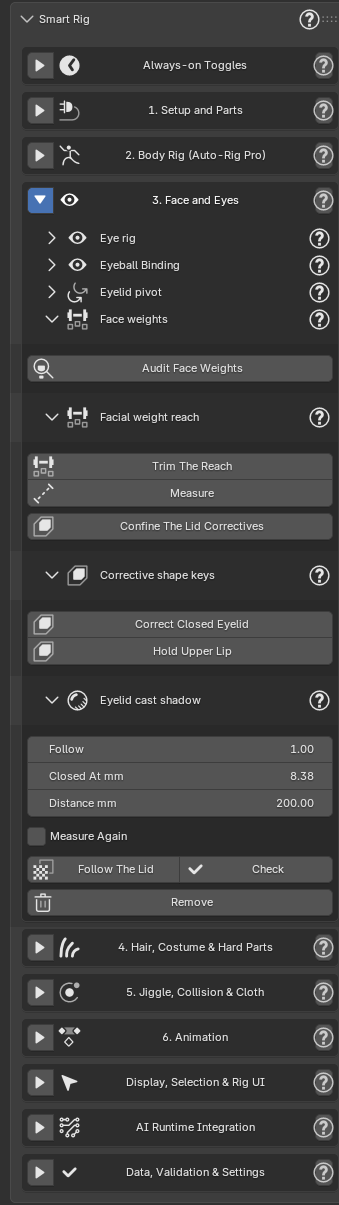 Smart Rig
Always-on Toggles
1. Setup and Parts
2. Body Rig (Auto-Rig Pro)
3. Face and Eyes
Eye rig
Eyeball Binding
Eyelid pivot
Face weights
Audit Face Weights
Facial weight reach
Trim The Reach
Measure
Confine The Lid Correctives
Corrective shape keys
Correct Closed Eyelid
Hold Upper Lip
Eyelid cast shadow
Follow 1.00
Closed At mm 8.38
Distance mm 200.00
Measure Again
Follow The Lid Check
Remove
4. Hair, Costume & Hard Parts
5. Jiggle, Collision & Cloth
6. Animation
Display, Selection & Rig UI
AI Runtime Integration
Data, Validation & Settings